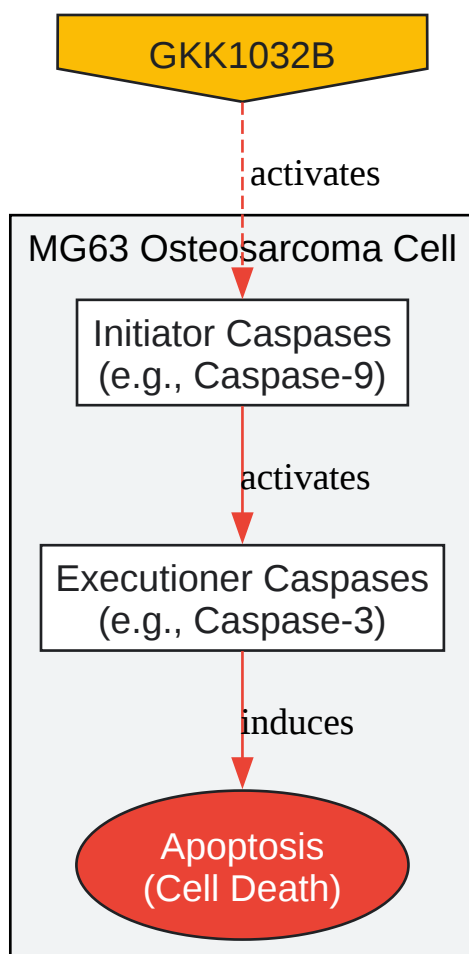 GKK1032B
activates
MG63 Osteosarcoma Cell
Initiator Caspases
(e.g., Caspase-9)
activates
Executioner Caspases
(e.g., Caspase-3)
induces
Apoptosis
(Cell Death)